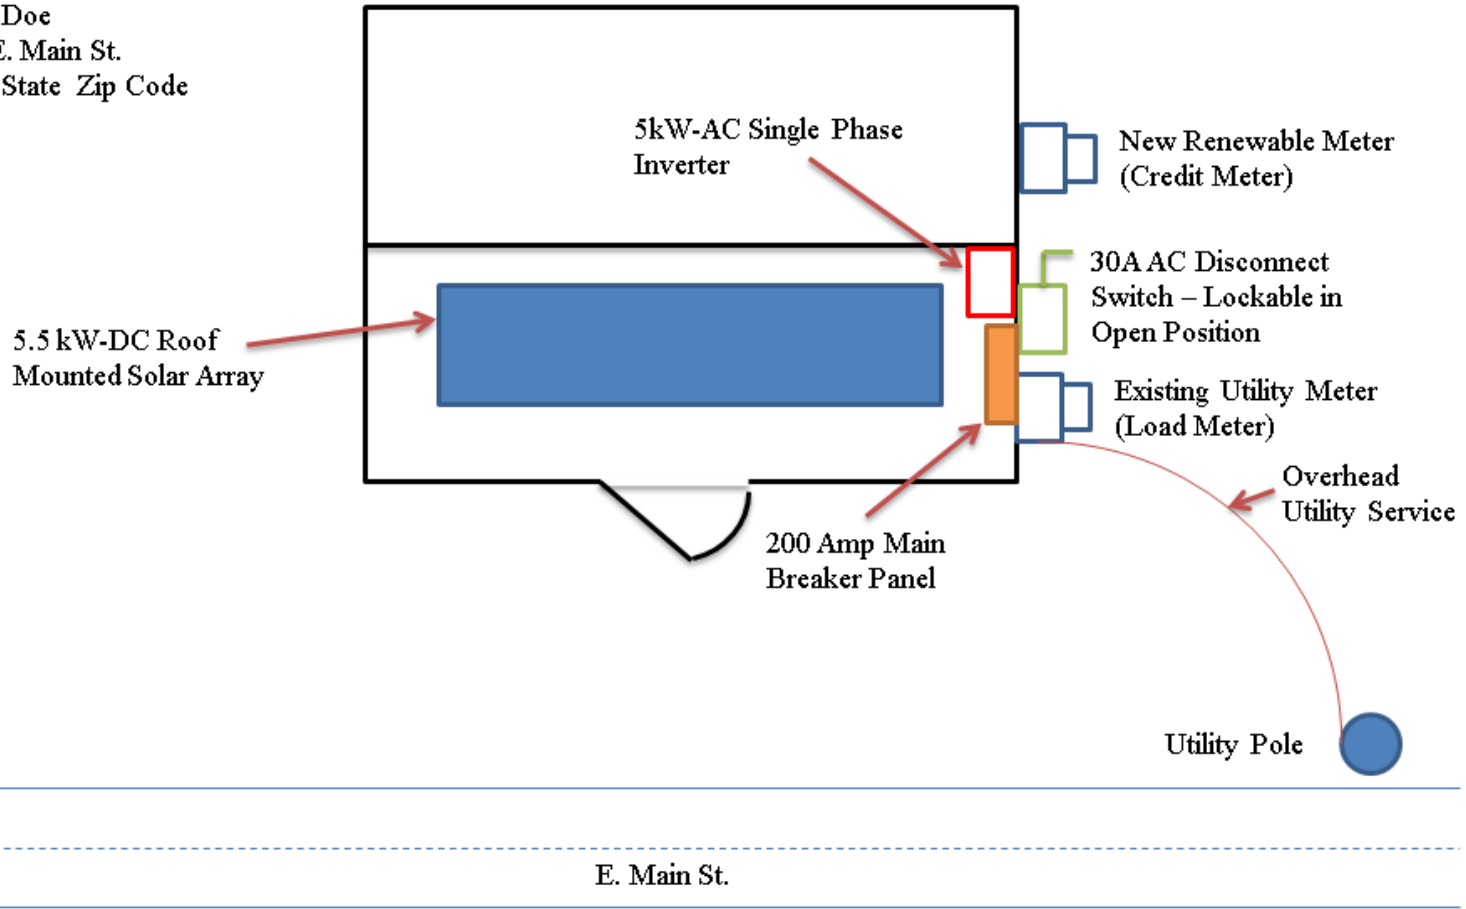 Doe
E. Main St.
State Zip Code
5kW-AC Single Phase
Inverter
New Renewable Meter
(Credit Meter)
30A AC Disconnect
Switch – Lockable in
Open Position
5.5 kW-DC Roof
Mounted Solar Array
Existing Utility Meter
(Load Meter)
Overhead
Utility Service
200 Amp Main
Breaker Panel
Utility Pole
E. Main St.